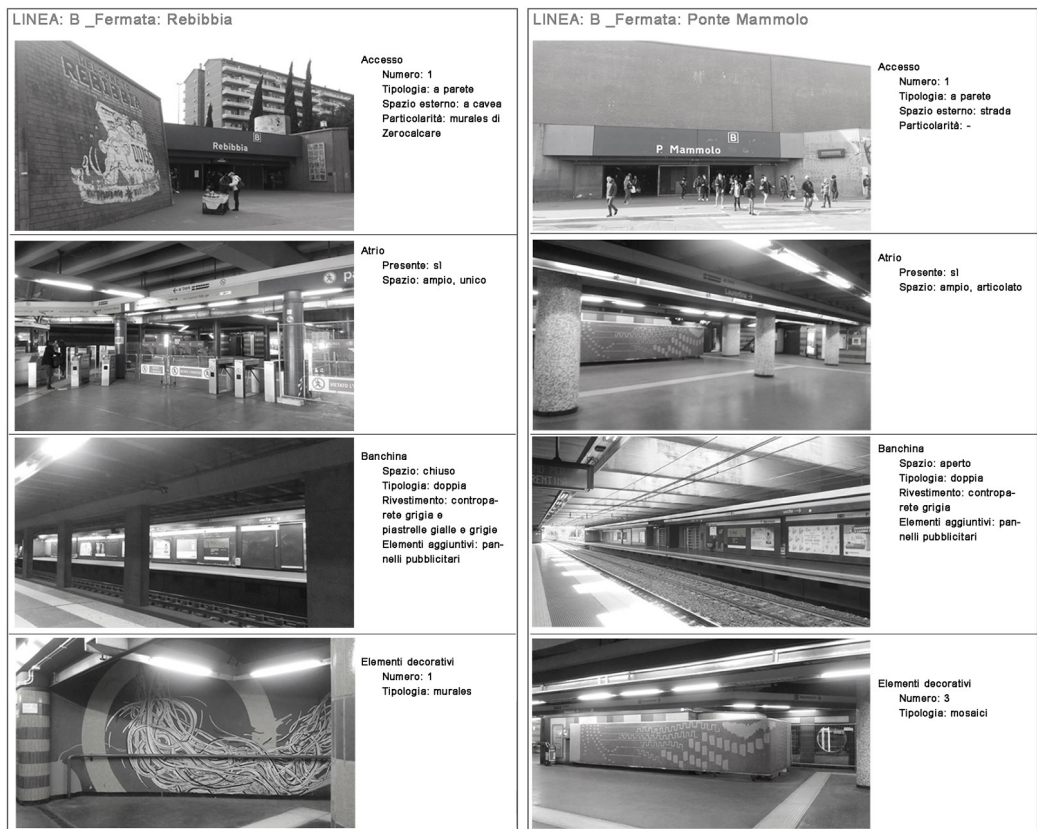 LINEA: B _Fermata: Rebibbia
REBIBBIA
B
Rebibbia
Accesso
Numero: 1
Tipologia: a parete
Spazio esterno: a cavea
Particolarità: murales di
Zerocalcare
Atrio
Presente: sì
Spazio: ampio, unico
Banchina
Spazio: chiuso
Tipologia: doppia
Rivestimento: contropa-
rete grigia e
piastrelle gialle e grigie
Elementi aggiuntivi: pan-
nelli pubblicitari
Elementi decorativi
Numero: 1
Tipologia: murales
LINEA: B _Fermata: Ponte Mammolo
B
P. Mammolo
Accesso
Numero: 1
Tipologia: a parete
Spazio esterno: strada
Particolarità: -
Atrio
Presente: sì
Spazio: ampio, articolato
Banchina
Spazio: aperto
Tipologia: doppia
Rivestimento: contropa-
rete grigia
Elementi aggiuntivi: pan-
nelli pubblicitari
Elementi decorativi
Numero: 3
Tipologia: mosaici